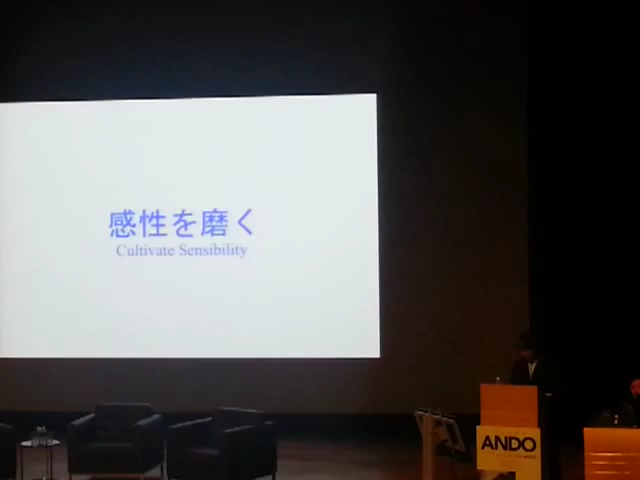 感性を磨く
Cultivate Sensibility
ANDO